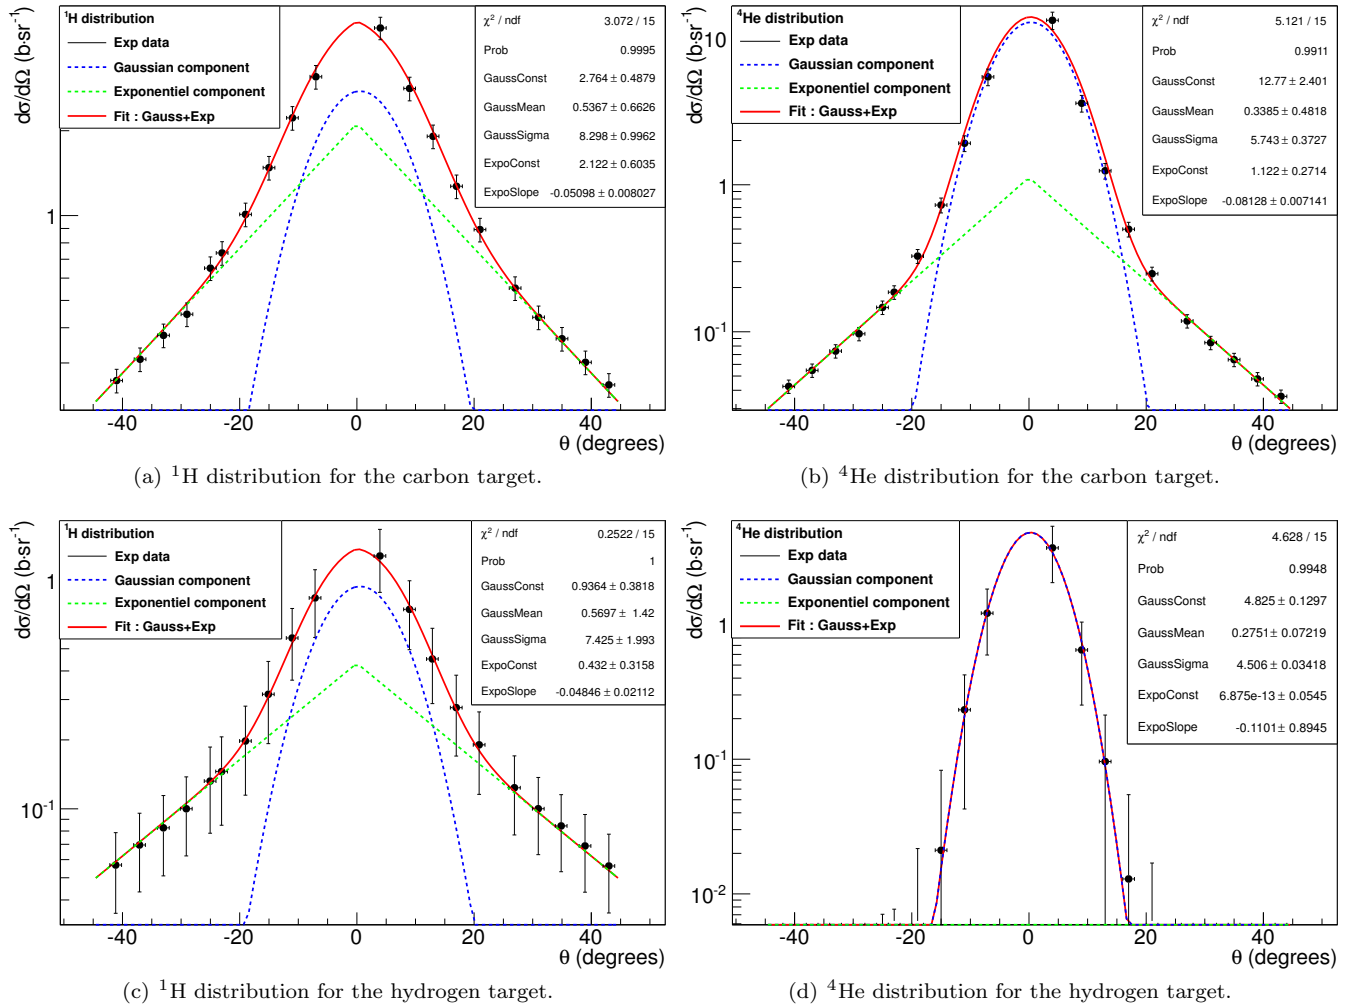 ¹H distribution
Exp data
Gaussian component
Exponentiel component
Fit : Gauss+Exp
χ² / ndf 3.072 / 15
Prob 0.9995
GaussConst 2.764 ± 0.4879
GaussMean 0.5367 ± 0.6626
GaussSigma 8.298 ± 0.9962
ExpoConst 2.122 ± 0.6035
ExpoSlope -0.05098 ± 0.008027
dσ/dΩ (b·sr⁻¹)
1
-40 -20 0 20 40
θ (degrees)
(a) ¹H distribution for the carbon target.
⁴He distribution
Exp data
Gaussian component
Exponentiel component
Fit : Gauss+Exp
χ² / ndf 5.121 / 15
Prob 0.9911
GaussConst 12.77 ± 2.401
GaussMean 0.3385 ± 0.4818
GaussSigma 5.743 ± 0.3727
ExpoConst 1.122 ± 0.2714
ExpoSlope -0.08128 ± 0.007141
dσ/dΩ (b·sr⁻¹)
10
1
10⁻¹
-40 -20 0 20 40
θ (degrees)
(b) ⁴He distribution for the carbon target.
¹H distribution
Exp data
Gaussian component
Exponentiel component
Fit : Gauss+Exp
χ² / ndf 0.2522 / 15
Prob 1
GaussConst 0.9364 ± 0.3818
GaussMean 0.5697 ± 1.42
GaussSigma 7.425 ± 1.993
ExpoConst 0.432 ± 0.3158
ExpoSlope -0.04846 ± 0.02112
dσ/dΩ (b·sr⁻¹)
1
10⁻¹
-40 -20 0 20 40
θ (degrees)
(c) ¹H distribution for the hydrogen target.
⁴He distribution
Exp data
Gaussian component
Exponentiel component
Fit : Gauss+Exp
χ² / ndf 4.628 / 15
Prob 0.9948
GaussConst 4.825 ± 0.1297
GaussMean 0.2751 ± 0.07219
GaussSigma 4.506 ± 0.03418
ExpoConst 6.875e-13 ± 0.0545
ExpoSlope -0.1101 ± 0.8945
dσ/dΩ (b·sr⁻¹)
1
10⁻¹
10⁻²
-40 -20 0 20 40
θ (degrees)
(d) ⁴He distribution for the hydrogen target.